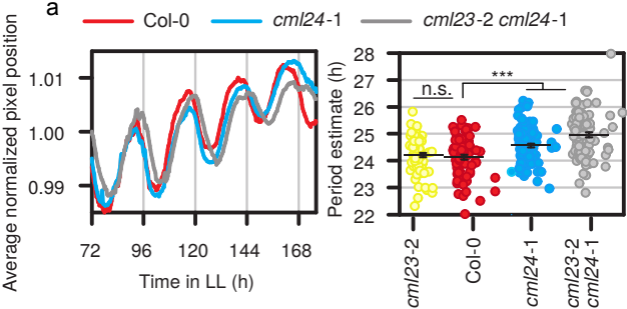 a
Col-0 cml24-1 cml23-2 cml24-1
Average normalized pixel position
1.01
1.00
0.99
72 96 120 144 168
Time in LL (h)
Period estimate (h)
28
27
26
25
24
23
22
n.s.
***
cml23-2
Col-0
cml24-1
cml23-2
cml24-1